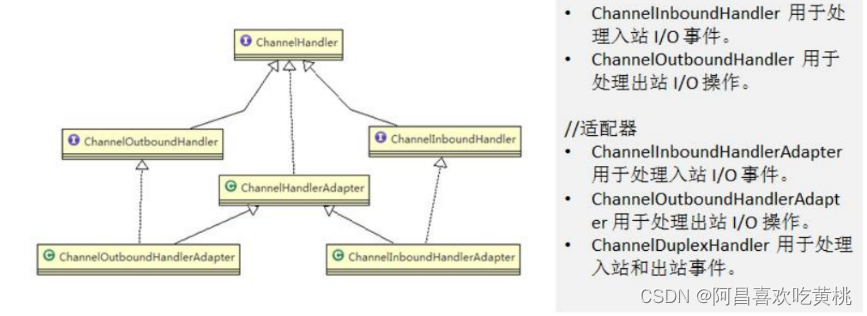 ChannelHandler
ChannelOutboundHandler
ChannelInboundHandler
ChannelHandlerAdapter
ChannelOutboundHandlerAdapter
ChannelInboundHandlerAdapter
• ChannelInboundHandler 用于处
理入站 I/O 事件。
• ChannelOutboundHandler 用于
处理出站 I/O 操作。
//适配器
• ChannelInboundHandlerAdapter
用于处理入站 I/O 事件。
• ChannelOutboundHandlerAdapt
er 用于处理出站 I/O 操作。
• ChannelDuplexHandler 用于处理
入站和出站事件。
CSDN @阿昌喜欢吃黄桃